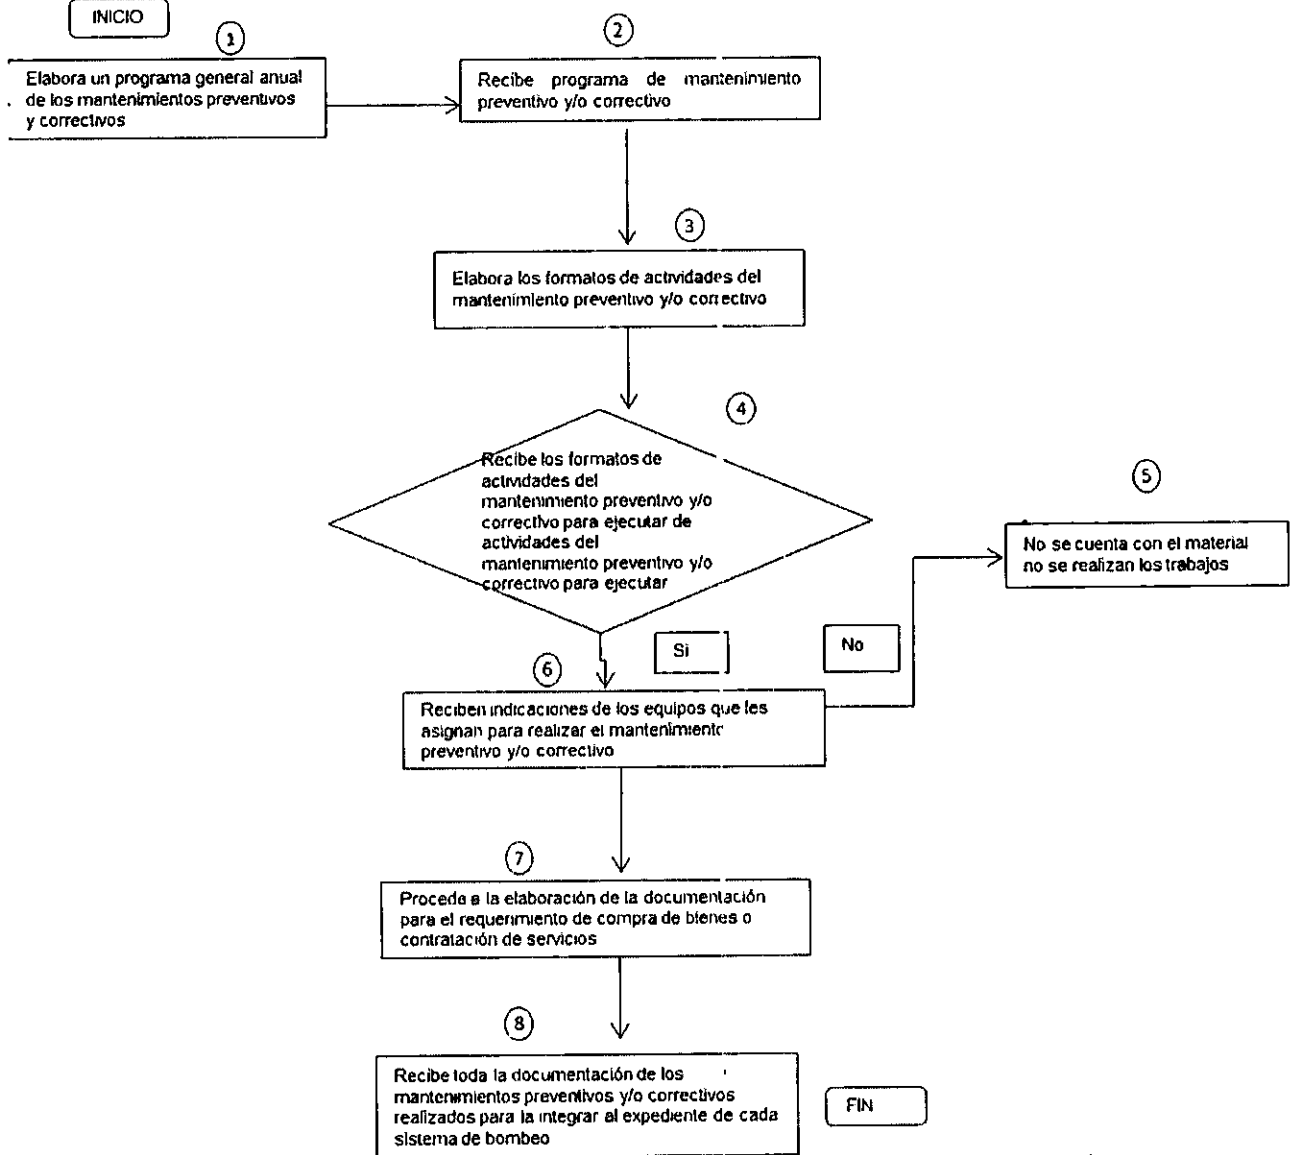 INICIO
1
Elabora un programa general anual
de los mantenimientos preventivos
y correctivos
2
Recibe programa de mantenimiento
preventivo y/o correctivo
3
Elabora los formatos de actividades del
mantenimiento preventivo y/o correctivo
4
Recibe los formatos de
actividades del
mantenimiento preventivo y/o
correctivo para ejecutar de
actividades del
mantenimiento preventivo y/o
correctivo para ejecutar
5
No se cuenta con el material
no se realizan los trabajos
Si
No
6
Reciben indicaciones de los equipos que les
asignan para realizar el mantenimiento
preventivo y/o correctivo
7
Procede a la elaboración de la documentación
para el requerimiento de compra de bienes o
contratación de servicios
8
Recibe toda la documentación de los
mantenimientos preventivos y/o correctivos
realizados para la integrar al expediente de cada
sistema de bombeo
FIN